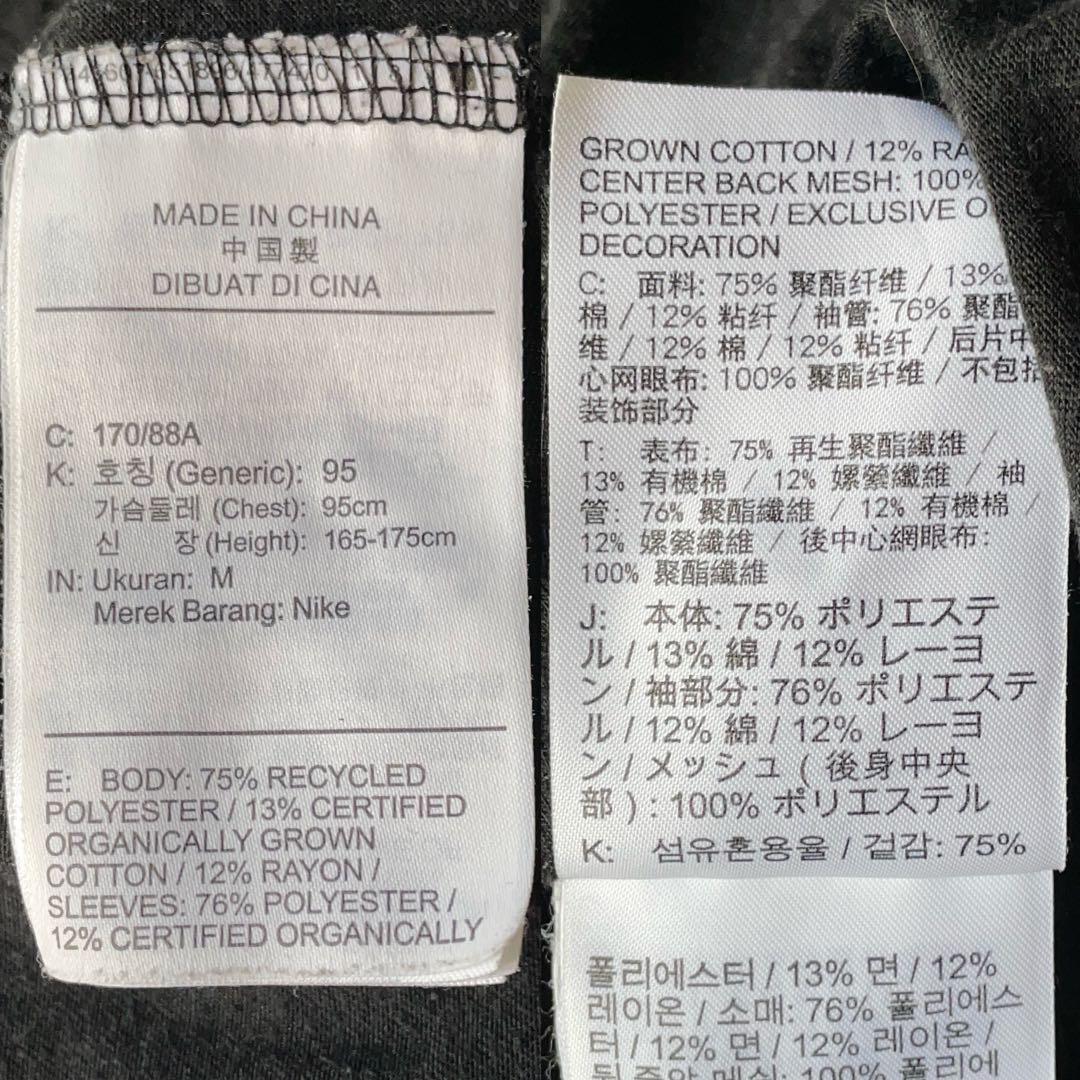 MADE IN CHINA
中国製
DIBUAT DI CINA
C: 170/88A
K: 호칭 (Generic): 95
가슴둘레 (Chest): 95cm
신 장 (Height): 165-175cm
IN: Ukuran: M
Merek Barang: Nike
E: BODY: 75% RECYCLED
POLYESTER / 13% CERTIFIED
ORGANICALLY GROWN
COTTON / 12% RAYON /
SLEEVES: 76% POLYESTER /
12% CERTIFIED ORGANICALLY
GROWN COTTON / 12% RA
CENTER BACK MESH: 100%
POLYESTER / EXCLUSIVE O
DECORATION
C: 面料: 75% 聚酯纤维 / 13%
棉 / 12% 粘纤 / 袖管: 76% 聚酯
维 / 12% 棉 / 12% 粘纤 / 后片中
心网眼布: 100% 聚酯纤维 / 不包括
装饰部分
T: 表布: 75% 再生聚酯纖維 /
13% 有機棉 / 12% 嫘縈纖維 / 袖
管: 76% 聚酯纖維 / 12% 有機棉 /
12% 嫘縈纖維 / 後中心網眼布:
100% 聚酯纖維
J: 本体: 75% ポリエステ
ル / 13% 綿 / 12% レーヨ
ン / 袖部分: 76% ポリエステ
ル / 12% 綿 / 12% レーヨ
ン / メッシュ ( 後身中央
部 ) : 100% ポリエステル
K: 섬유혼용율 / 겉감: 75%
폴리에스터 / 13% 면 / 12%
레이온 / 소매: 76% 폴리에스
터 / 12% 면 / 12% 레이온 /
뒤 중앙 메쉬: 100% 폴리에